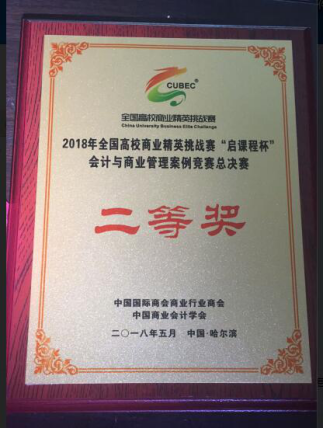 CUBEC®
全国高校商业精英挑战赛
China University Business Elite Challenge
2018年全国高校商业精英挑战赛“启课程杯”
会计与商业管理案例竞赛总决赛
二等奖
中国国际商会商业行业商会
中国商业会计学会
二〇一八年五月 中国·哈尔滨